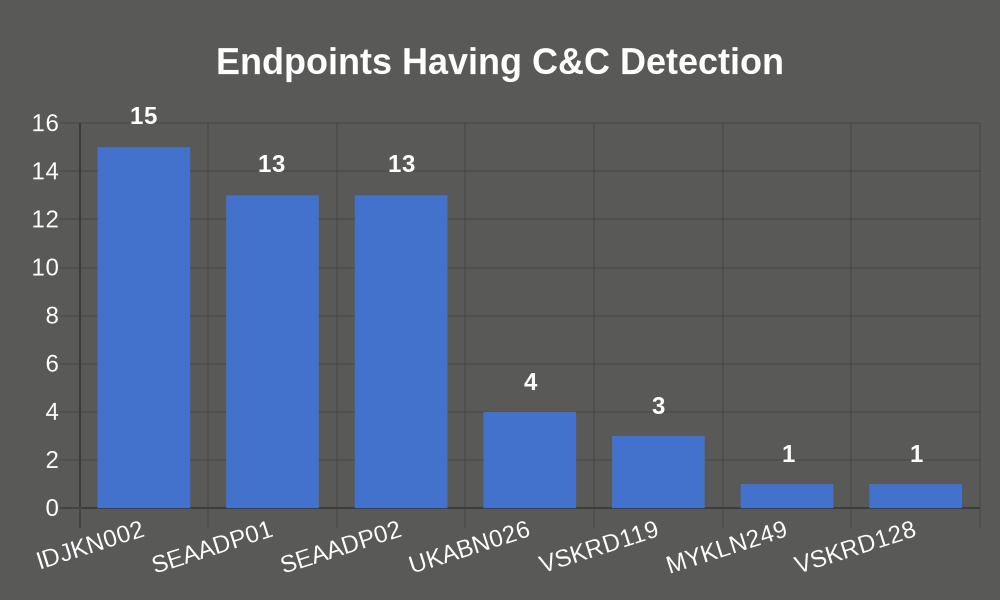 Endpoints Having C&C Detection
16
14
12
10
8
6
4
2
0
15
13
13
4
3
1
1
IDJKN002
SEAADP01
SEAADP02
UKABN026
VSKRD119
MYKLN249
VSKRD128